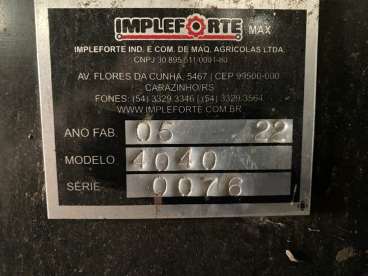 IMPLEFORTE MAX
IMPLEFORTE IND. E COM. DE MAQ. AGRÍCOLAS LTDA.
CNPJ 30.895.511/0001-80
AV. FLORES DA CUNHA, 5467 | CEP 99500-000
CARAZINHO/RS
FONES: (54) 3329.3346 | (54) 3329.3564
WWW.IMPLEFORTE.COM.BR
ANO FAB. 05 22
MODELO 4040
SÉRIE 0076